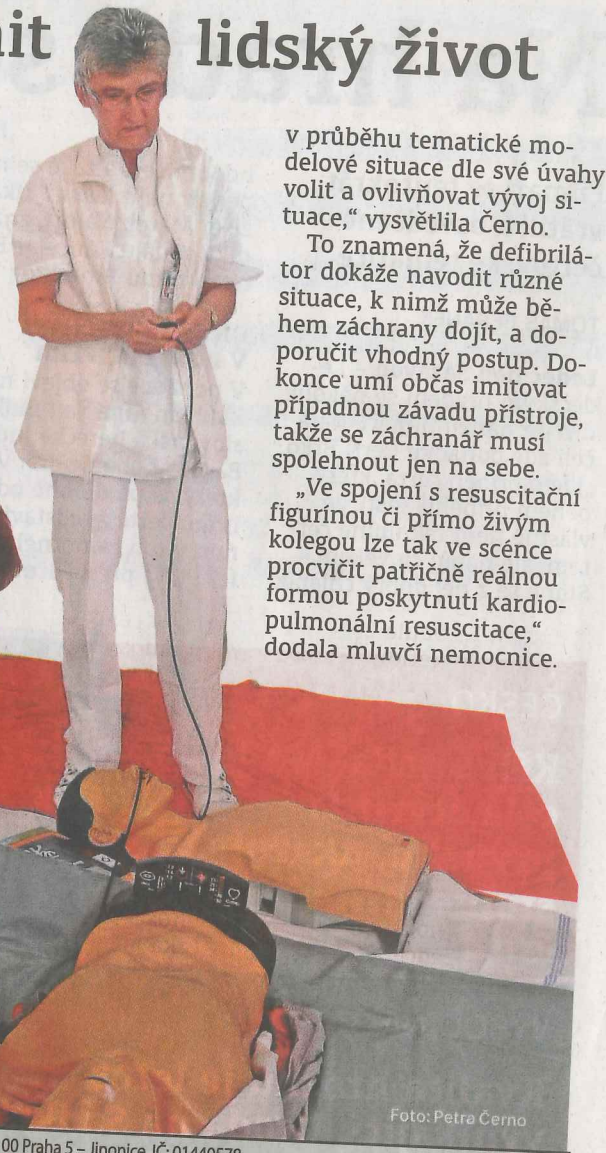 it lidský život
v průběhu tematické mo-
delové situace dle své úvahy
volit a ovlivňovat vývoj si-
tuace,“ vysvětlila Černo.
To znamená, že defibrilá-
tor dokáže navodit různé
situace, k nimž může bě-
hem záchrany dojít, a do-
poručit vhodný postup. Do-
konce umí občas imitovat
případnou závadu přístroje,
takže se záchranář musí
spolehnout jen na sebe.
„Ve spojení s resuscitační
figurínou či přímo živým
kolegou lze tak ve scénce
procvičit patřičně reálnou
formou poskytnutí kardio-
pulmonální resuscitace,“
dodala mluvčí nemocnice.
Foto: Petra Černo
00 Praha 5 – Jinonice, IČ: 01440578